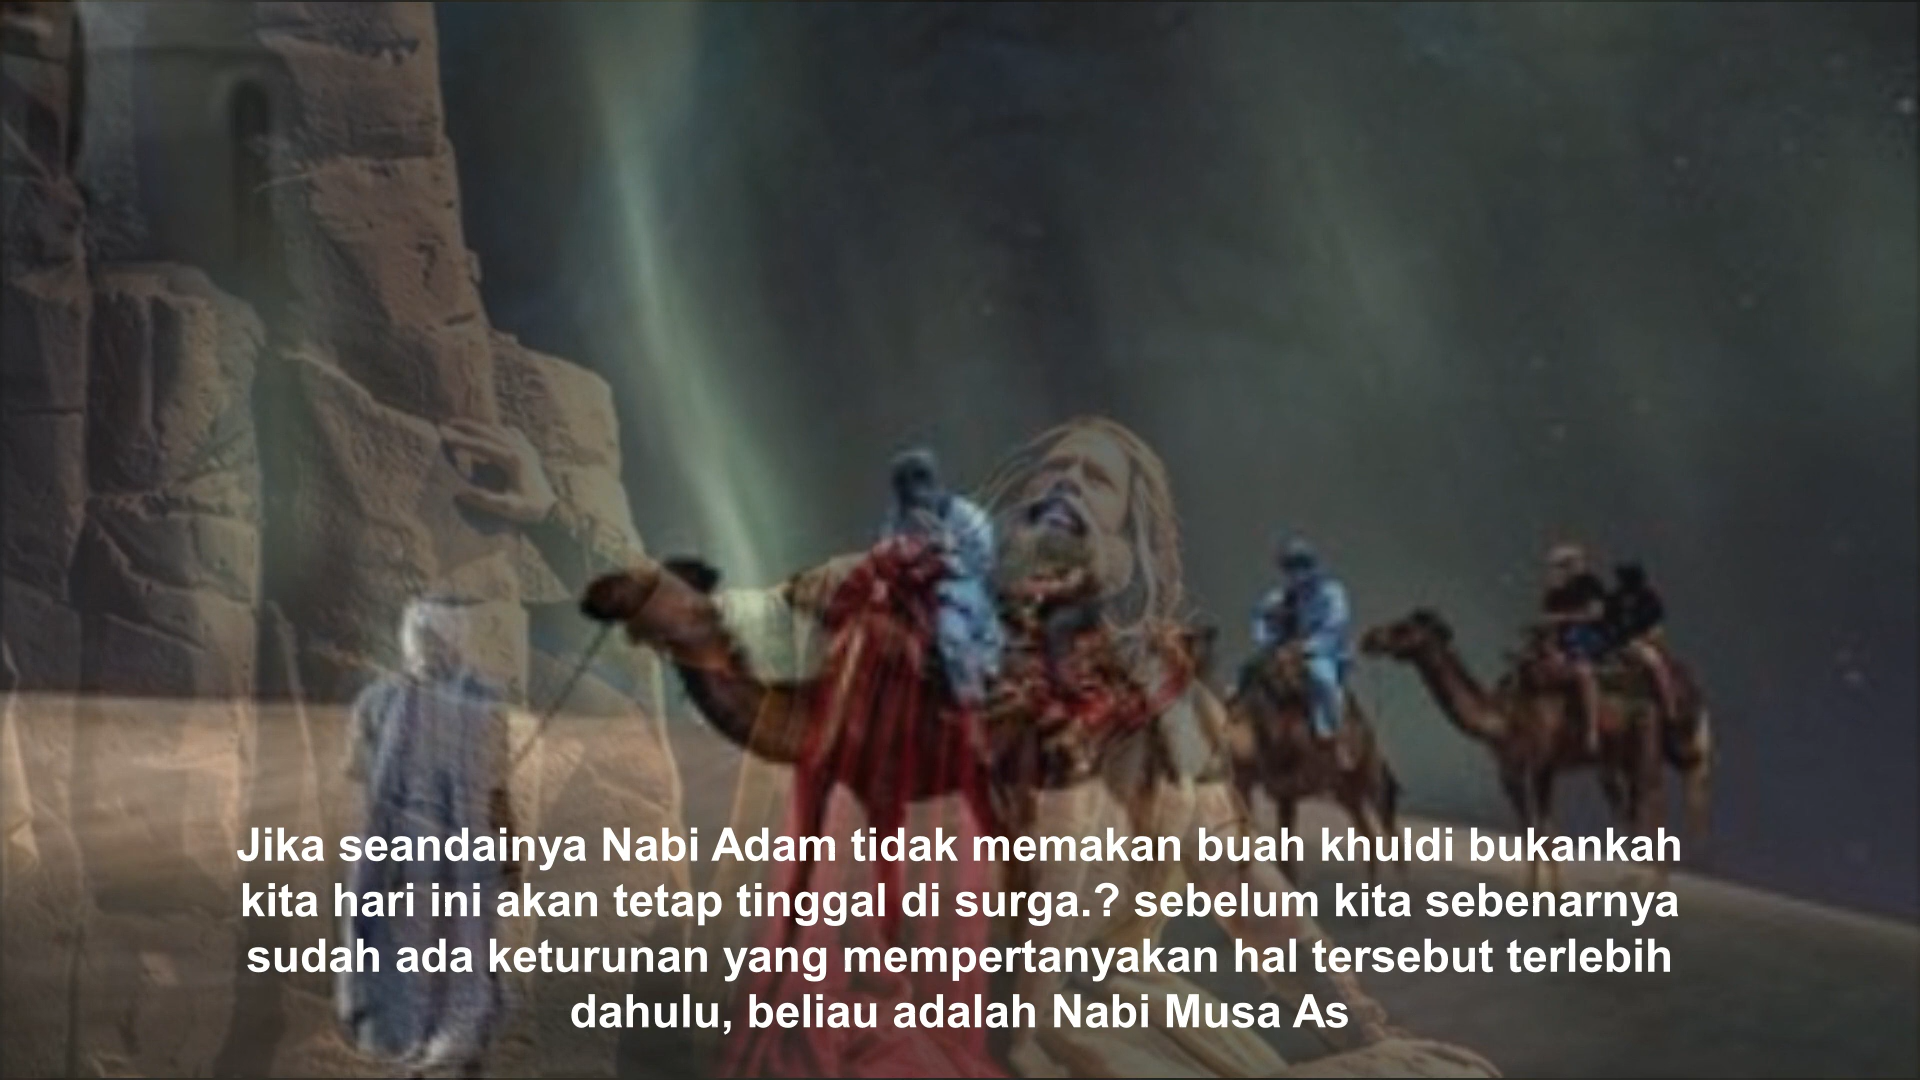 Jika seandainya Nabi Adam tidak memakan buah khuldi bukankah
kita hari ini akan tetap tinggal di surga.? sebelum kita sebenarnya
sudah ada keturunan yang mempertanyakan hal tersebut terlebih
dahulu, beliau adalah Nabi Musa As